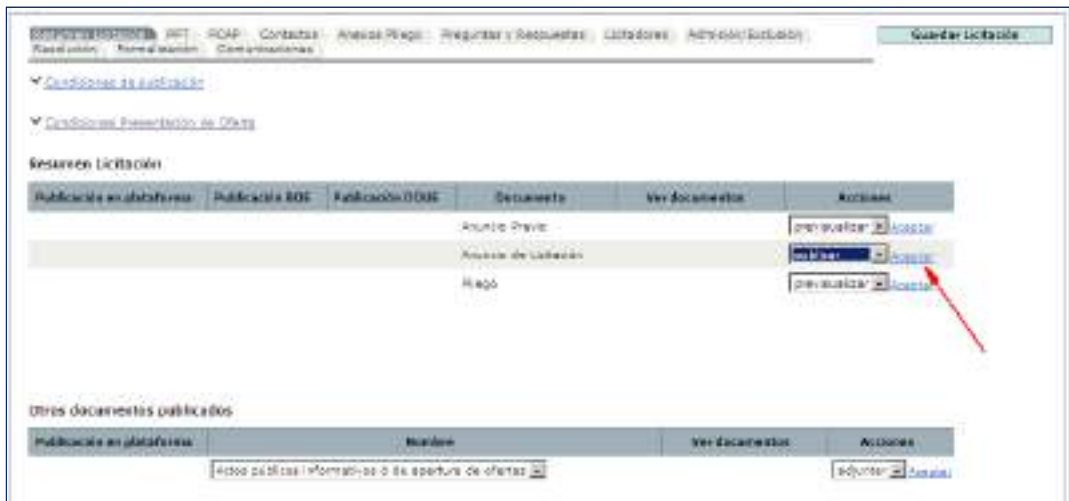 Resumen Licitación PPT PCAP Contactos Anexos Pliego Preguntas y Respuestas Licitadores Admisión/Exclusión Guardar Licitación
Resolución Formalización Comunicaciones
Condiciones de publicación
Condiciones Presentación de Oferta
Resumen Licitación
Publicación en plataforma Publicación BOE Publicación DOUE Documento Ver documentos Acciones
Anuncio Previo previsualizar Aceptar
Anuncio de Licitación publicar Aceptar
Pliego previsualizar Aceptar
Otros documentos publicados
Publicación en plataforma Nombre Ver documentos Acciones
Actos públicos informativos o de apertura de ofertas adjuntar Aceptar